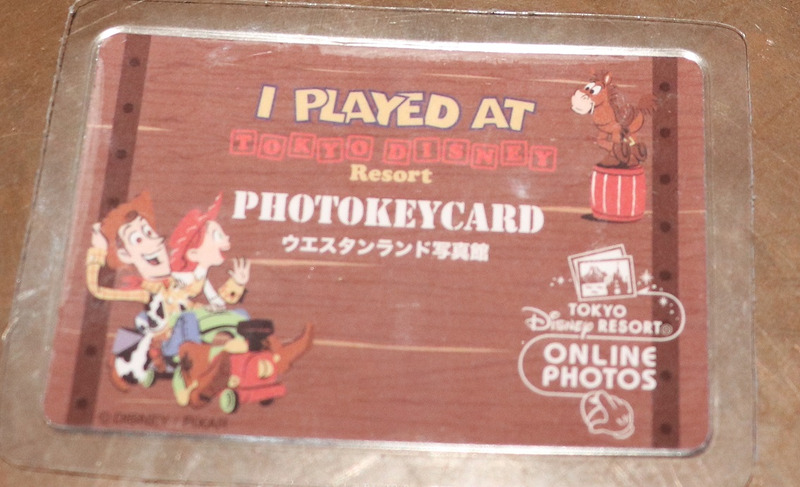 I PLAYED AT
TOKYO DISNEY
Resort
PHOTOKEYCARD
ウエスタンランド写真館
TOKYO
Disney RESORT®
ONLINE
PHOTOS
© DISNEY / PIXAR